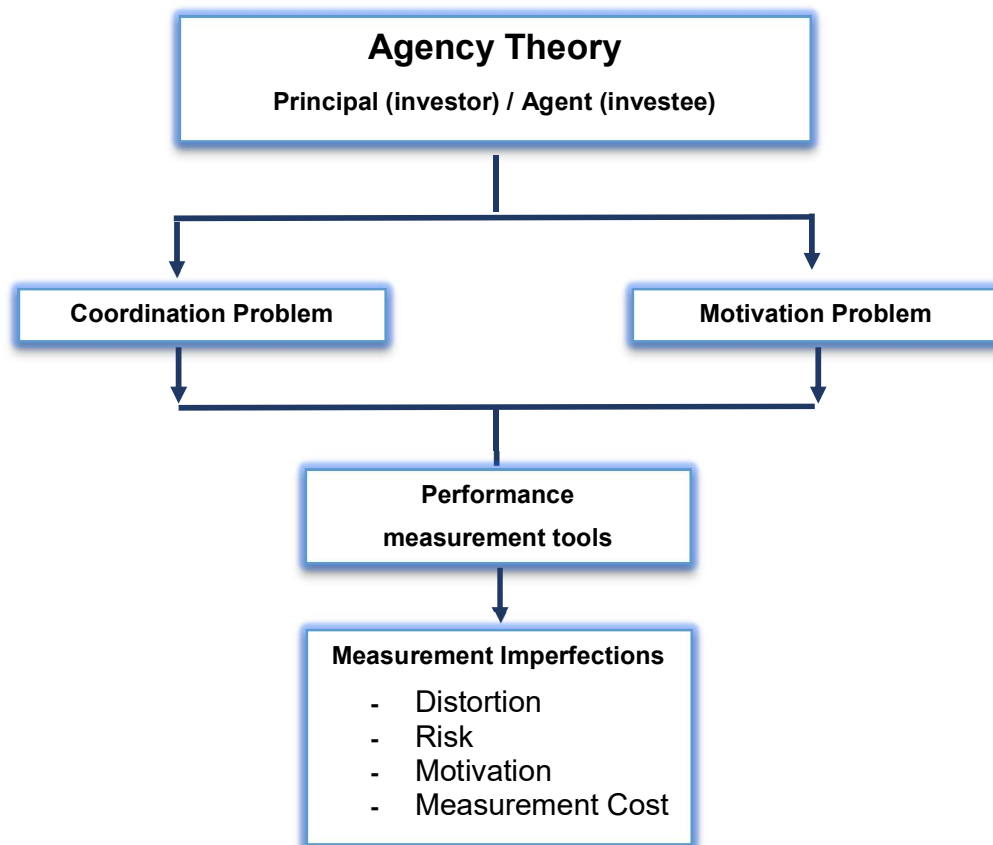 Agency Theory
Principal (investor) / Agent (investee)
Coordination Problem
Motivation Problem
Performance
measurement tools
Measurement Imperfections
- Distortion
- Risk
- Motivation
- Measurement Cost